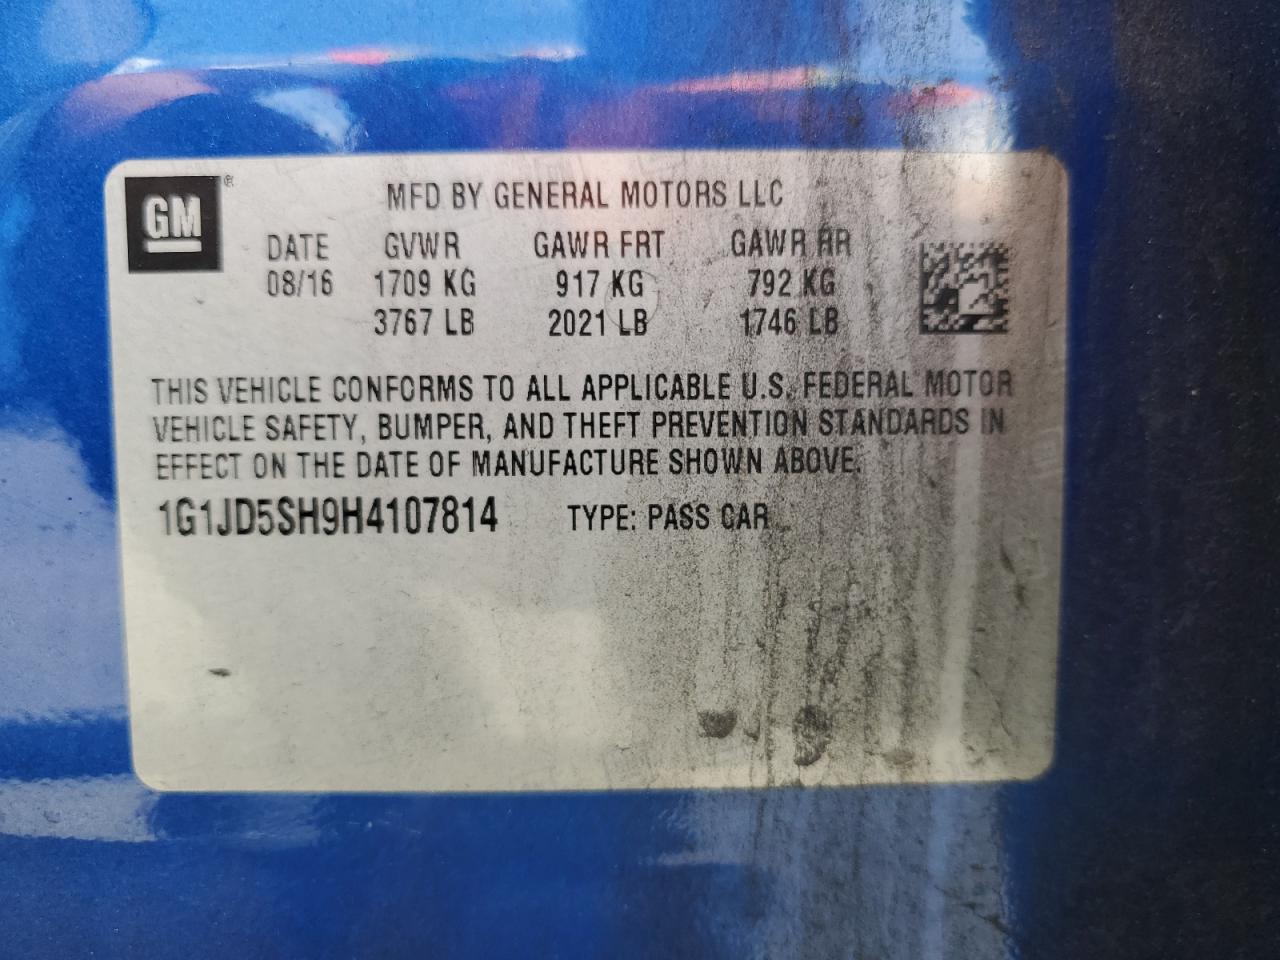 GM ®
MFD BY GENERAL MOTORS LLC
DATE GVWR GAWR FRT GAWR RR
08/16 1709 KG 917 KG 792 KG
3767 LB 2021 LB 1746 LB
THIS VEHICLE CONFORMS TO ALL APPLICABLE U.S. FEDERAL MOTOR
VEHICLE SAFETY, BUMPER, AND THEFT PREVENTION STANDARDS IN
EFFECT ON THE DATE OF MANUFACTURE SHOWN ABOVE.
1G1JD5SH9H4107814 TYPE: PASS CAR